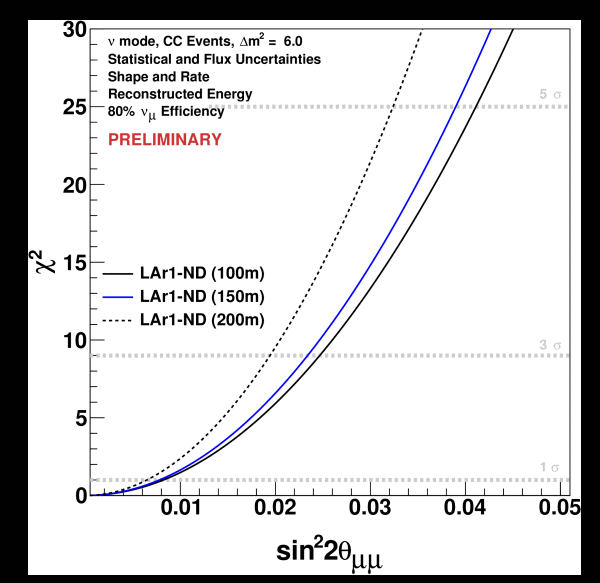 30
ν mode, CC Events, Δm² = 6.0
Statistical and Flux Uncertainties
Shape and Rate
Reconstructed Energy
80% νμ Efficiency
PRELIMINARY
5 σ
25
20
15
χ²
LAr1-ND (100m)
LAr1-ND (150m)
LAr1-ND (200m)
10
3 σ
5
1 σ
0
0.01 0.02 0.03 0.04 0.05
sin²2θμμ